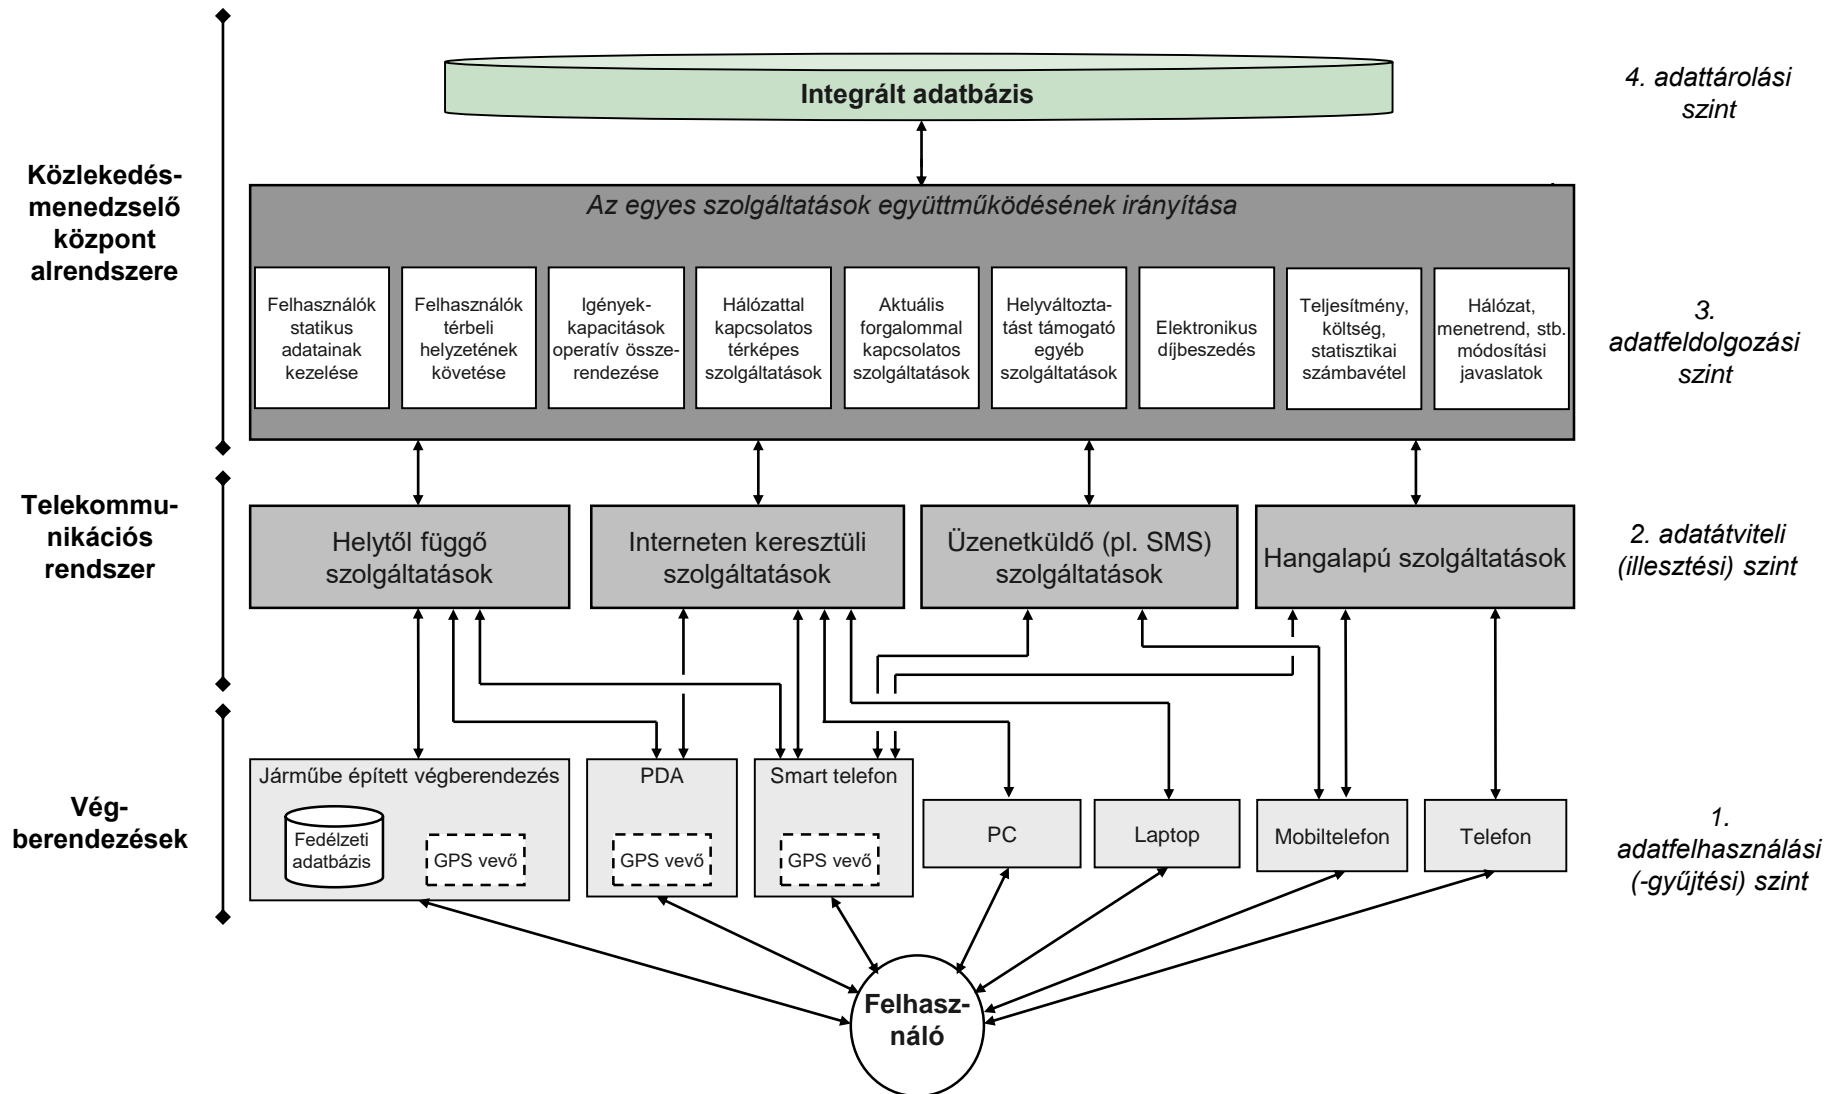 Integrált adatbázis
4. adattárolási
szint
Közlekedés-
menedzselő
központ
alrendszere
Az egyes szolgáltatások együttműködésének irányítása
Felhasználók
statikus
adatainak
kezelése
Felhasználók
térbeli
helyzetének
követése
Igények-
kapacitások
operatív össze-
rendezése
Hálózattal
kapcsolatos
térképes
szolgáltatások
Aktuális
forgalommal
kapcsolatos
szolgáltatások
Helyváltozta-
tást támogató
egyéb
szolgáltatások
Elektronikus
díjbeszedés
Teljesítmény,
költség,
statisztikai
számbavétel
Hálózat,
menetrend, stb.
módosítási
javaslatok
3.
adatfeldolgozási
szint
Telekommu-
nikációs
rendszer
Helytől függő
szolgáltatások
Interneten keresztüli
szolgáltatások
Üzenetküldő (pl. SMS)
szolgáltatások
Hangalapú szolgáltatások
2. adatátviteli
(illesztési) szint
Vég-
berendezések
Járműbe épített végberendezés
Fedélzeti
adatbázis
GPS vevő
PDA
GPS vevő
Smart telefon
GPS vevő
PC
Laptop
Mobiltelefon
Telefon
1.
adatfelhasználási
(-gyűjtési) szint
Felhasz-
náló